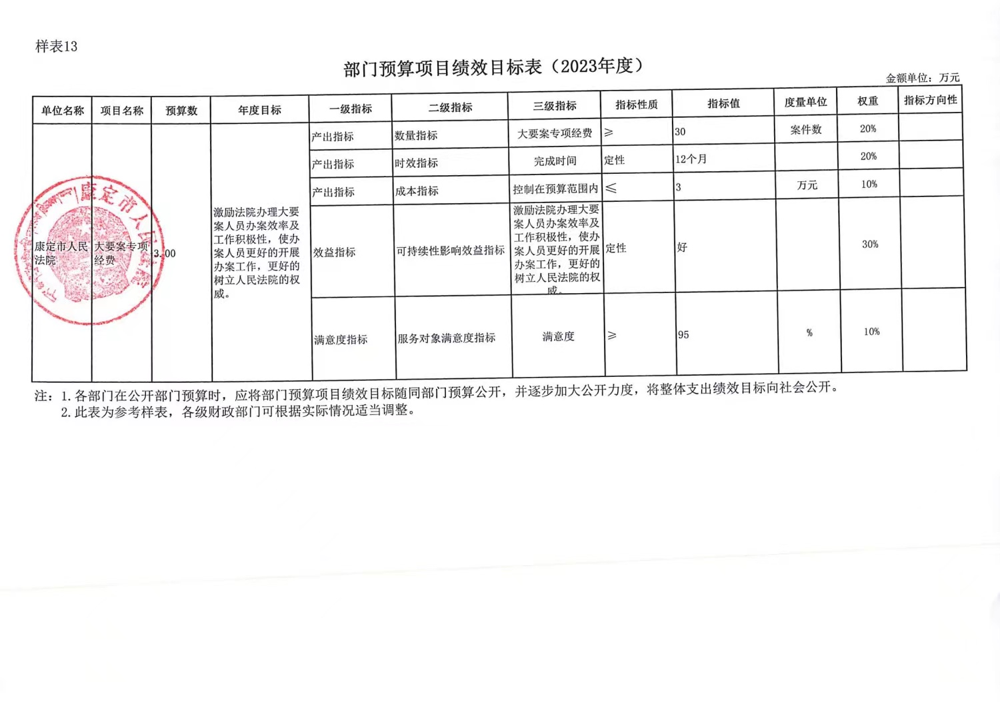 样表13
部门预算项目绩效目标表（2023年度）
金额单位：万元
单位名称 项目名称 预算数 年度目标 一级指标 二级指标 三级指标 指标性质 指标值 度量单位 权重 指标方向性
康定市人民
法院
大要案专项
经费
3.00
激励法院办理大要
案人员办案效率及
工作积极性，使办
案人员更好的开展
办案工作，更好的
树立人民法院的权
威。
产出指标 数量指标 大要案专项经费 ≥ 30 案件数 20%
产出指标 时效指标 完成时间 定性 12个月 20%
产出指标 成本指标 控制在预算范围内 ≤ 3 万元 10%
效益指标 可持续性影响效益指标
激励法院办理大要
案人员办案效率及
工作积极性，使办
案人员更好的开展
办案工作，更好的
树立人民法院的权
威。
定性 好 30%
满意度指标 服务对象满意度指标 满意度 ≥ 95 % 10%
康定市人民法院
注：1.各部门在公开部门预算时，应将部门预算项目绩效目标随同部门预算公开，并逐步加大公开力度，将整体支出绩效目标向社会公开。
2.此表为参考样表，各级财政部门可根据实际情况适当调整。